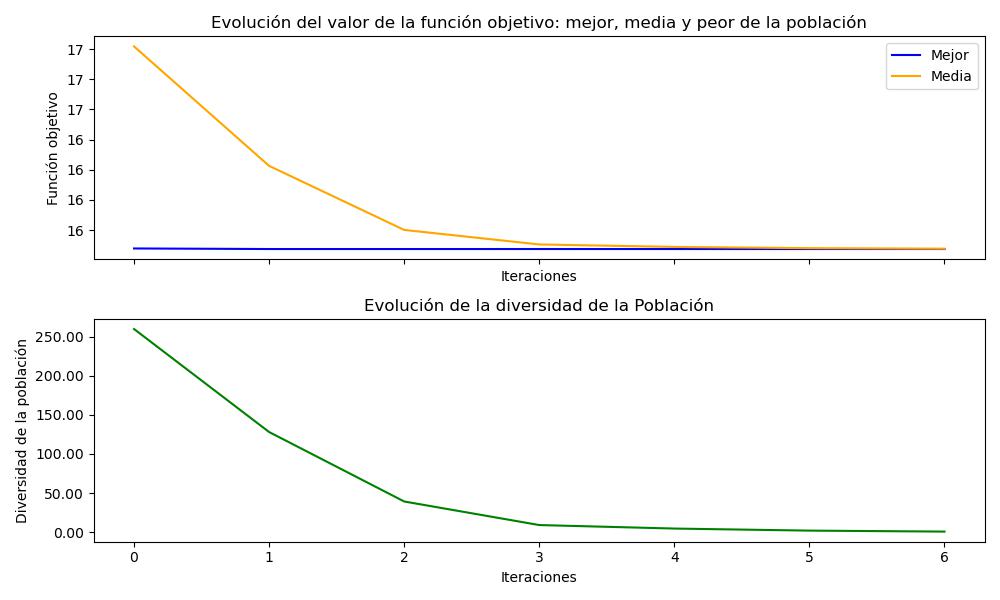 Evolución del valor de la función objetivo: mejor, media y peor de la población
17
17
17
16
16
16
16
Función objetivo
Mejor
Media
Iteraciones
Evolución de la diversidad de la Población
250.00
200.00
150.00
100.00
50.00
0.00
Diversidad de la población
0 1 2 3 4 5 6
Iteraciones